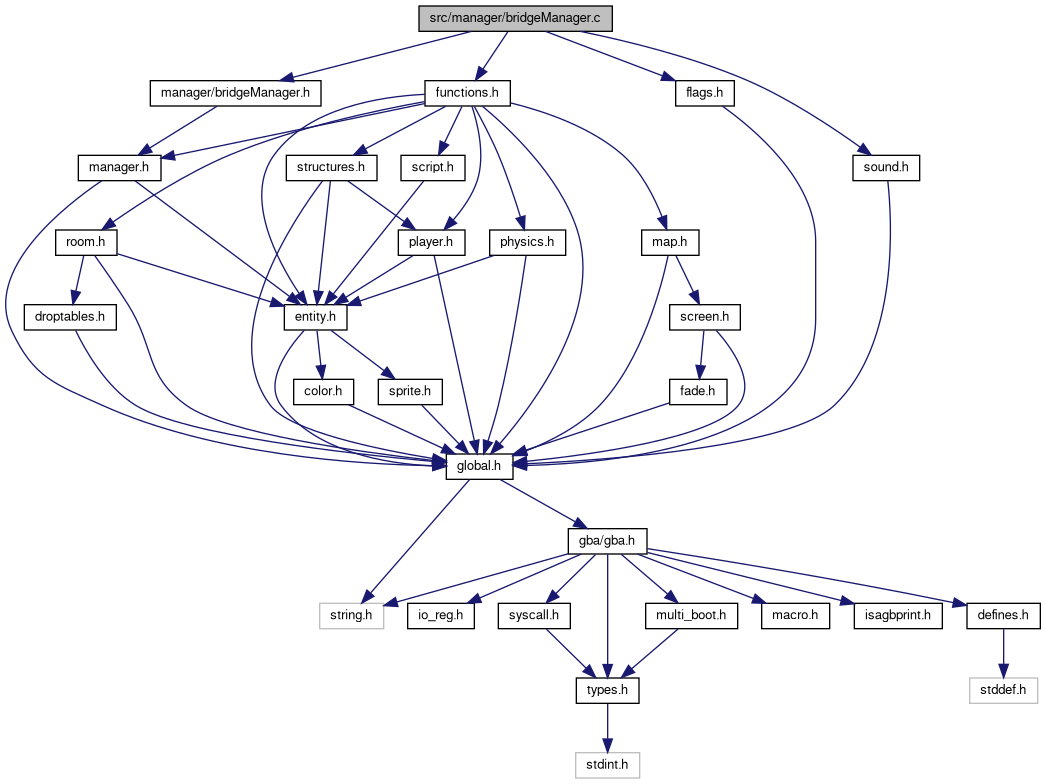 src/manager/bridgeManager.c
manager/bridgeManager.h
functions.h
flags.h
manager.h
structures.h
script.h
sound.h
room.h
player.h
physics.h
map.h
droptables.h
entity.h
screen.h
color.h
sprite.h
fade.h
global.h
gba/gba.h
string.h
io_reg.h
syscall.h
multi_boot.h
macro.h
isagbprint.h
defines.h
types.h
stddef.h
stdint.h